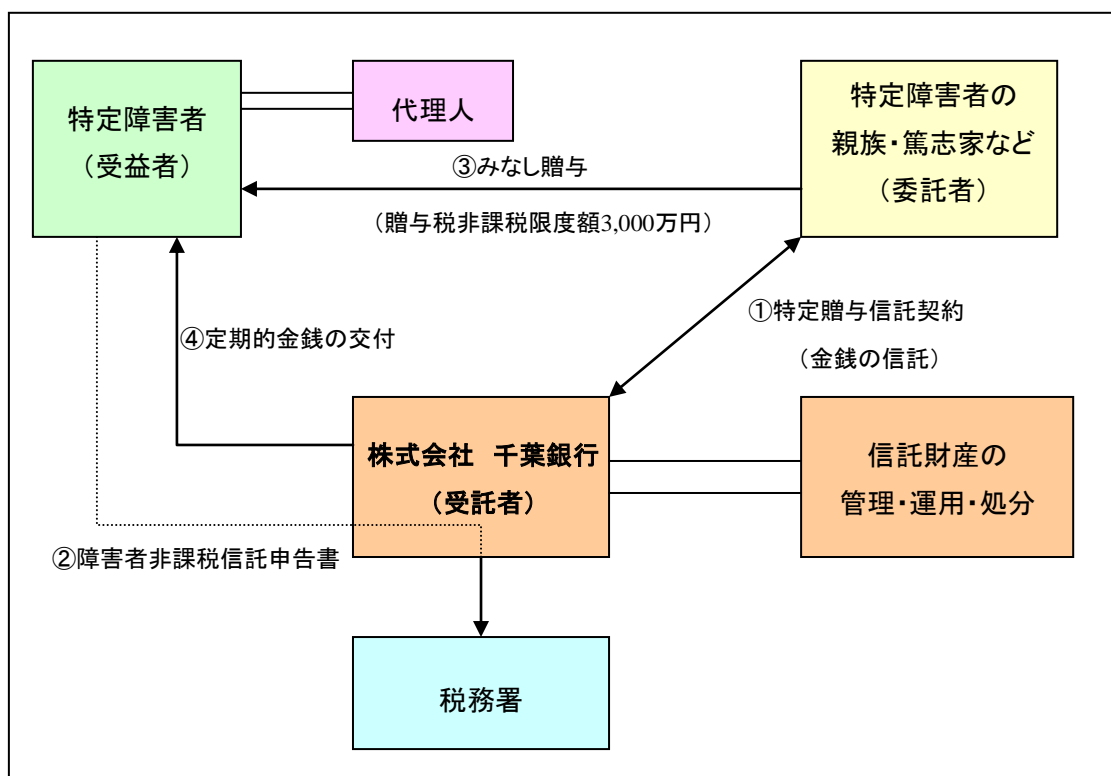 特定障害者
(受益者)
代理人
特定障害者の
親族・篤志家など
(委託者)
③みなし贈与
(贈与税非課税限度額3,000万円)
①特定贈与信託契約
(金銭の信託)
④定期的金銭の交付
株式会社　千葉銀行
(受託者)
信託財産の
管理・運用・処分
②障害者非課税信託申告書
税務署